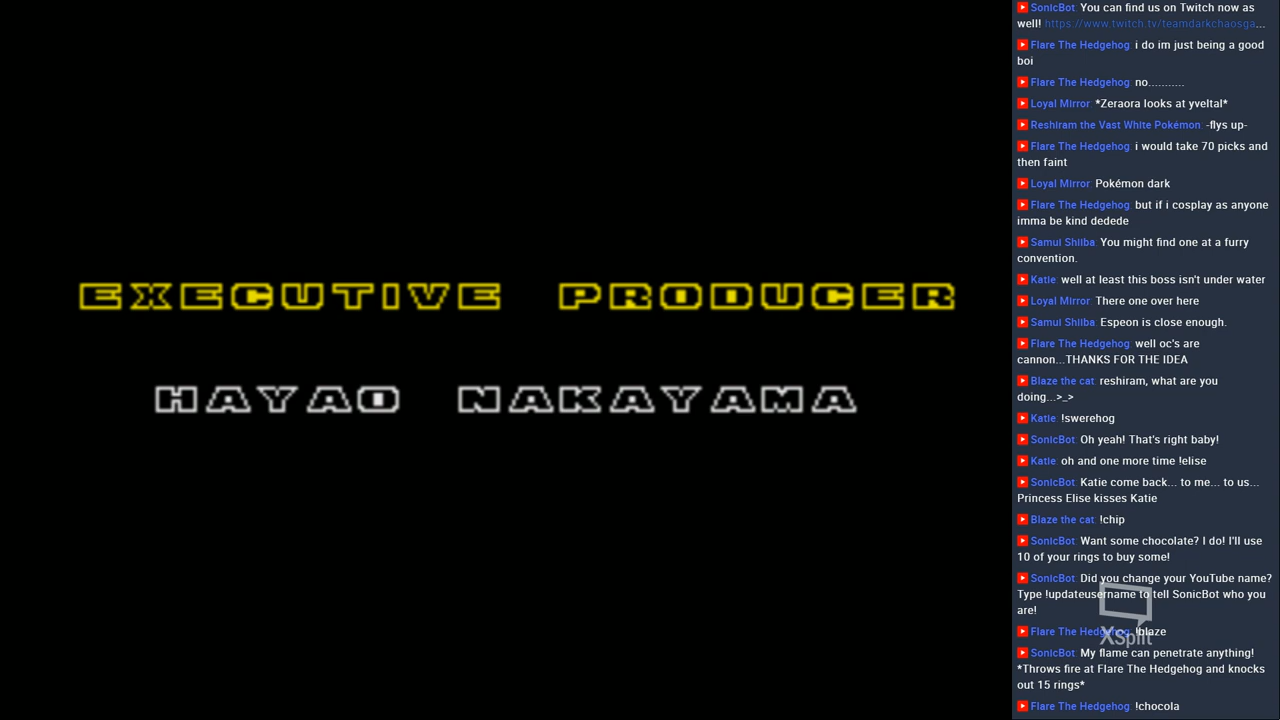 EXECUTIVE PRODUCER
HAYAO NAKAYAMA
SonicBot: You can find us on Twitch now as
well! https://www.twitch.tv/teamdarkchaosga...
Flare The Hedgehog: i do im just being a good
boi
Flare The Hedgehog: no...........
Loyal Mirror: *Zeraora looks at yveltal*
Reshiram the Vast White Pokémon: -flys up-
Flare The Hedgehog: i would take 70 picks and
then faint
Loyal Mirror: Pokémon dark
Flare The Hedgehog: but if i cosplay as anyone
imma be kind dedede
Samui Shiiba: You might find one at a furry
convention.
Katie: well at least this boss isn't under water
Loyal Mirror: There one over here
Samui Shiiba: Espeon is close enough.
Flare The Hedgehog: well oc's are
cannon...THANKS FOR THE IDEA
Blaze the cat: reshiram, what are you
doing...>_>
Katie: !swerehog
SonicBot: Oh yeah! That's right baby!
Katie: oh and one more time !elise
SonicBot: Katie come back... to me... to us...
Princess Elise kisses Katie
Blaze the cat: !chip
SonicBot: Want some chocolate? I do! I'll use
10 of your rings to buy some!
SonicBot: Did you change your YouTube name?
Type !updateusername to tell SonicBot who you
are!
Flare The Hedgehog: !blaze
XSplit
SonicBot: My flame can penetrate anything!
*Throws fire at Flare The Hedgehog and knocks
out 15 rings*
Flare The Hedgehog: !chocola